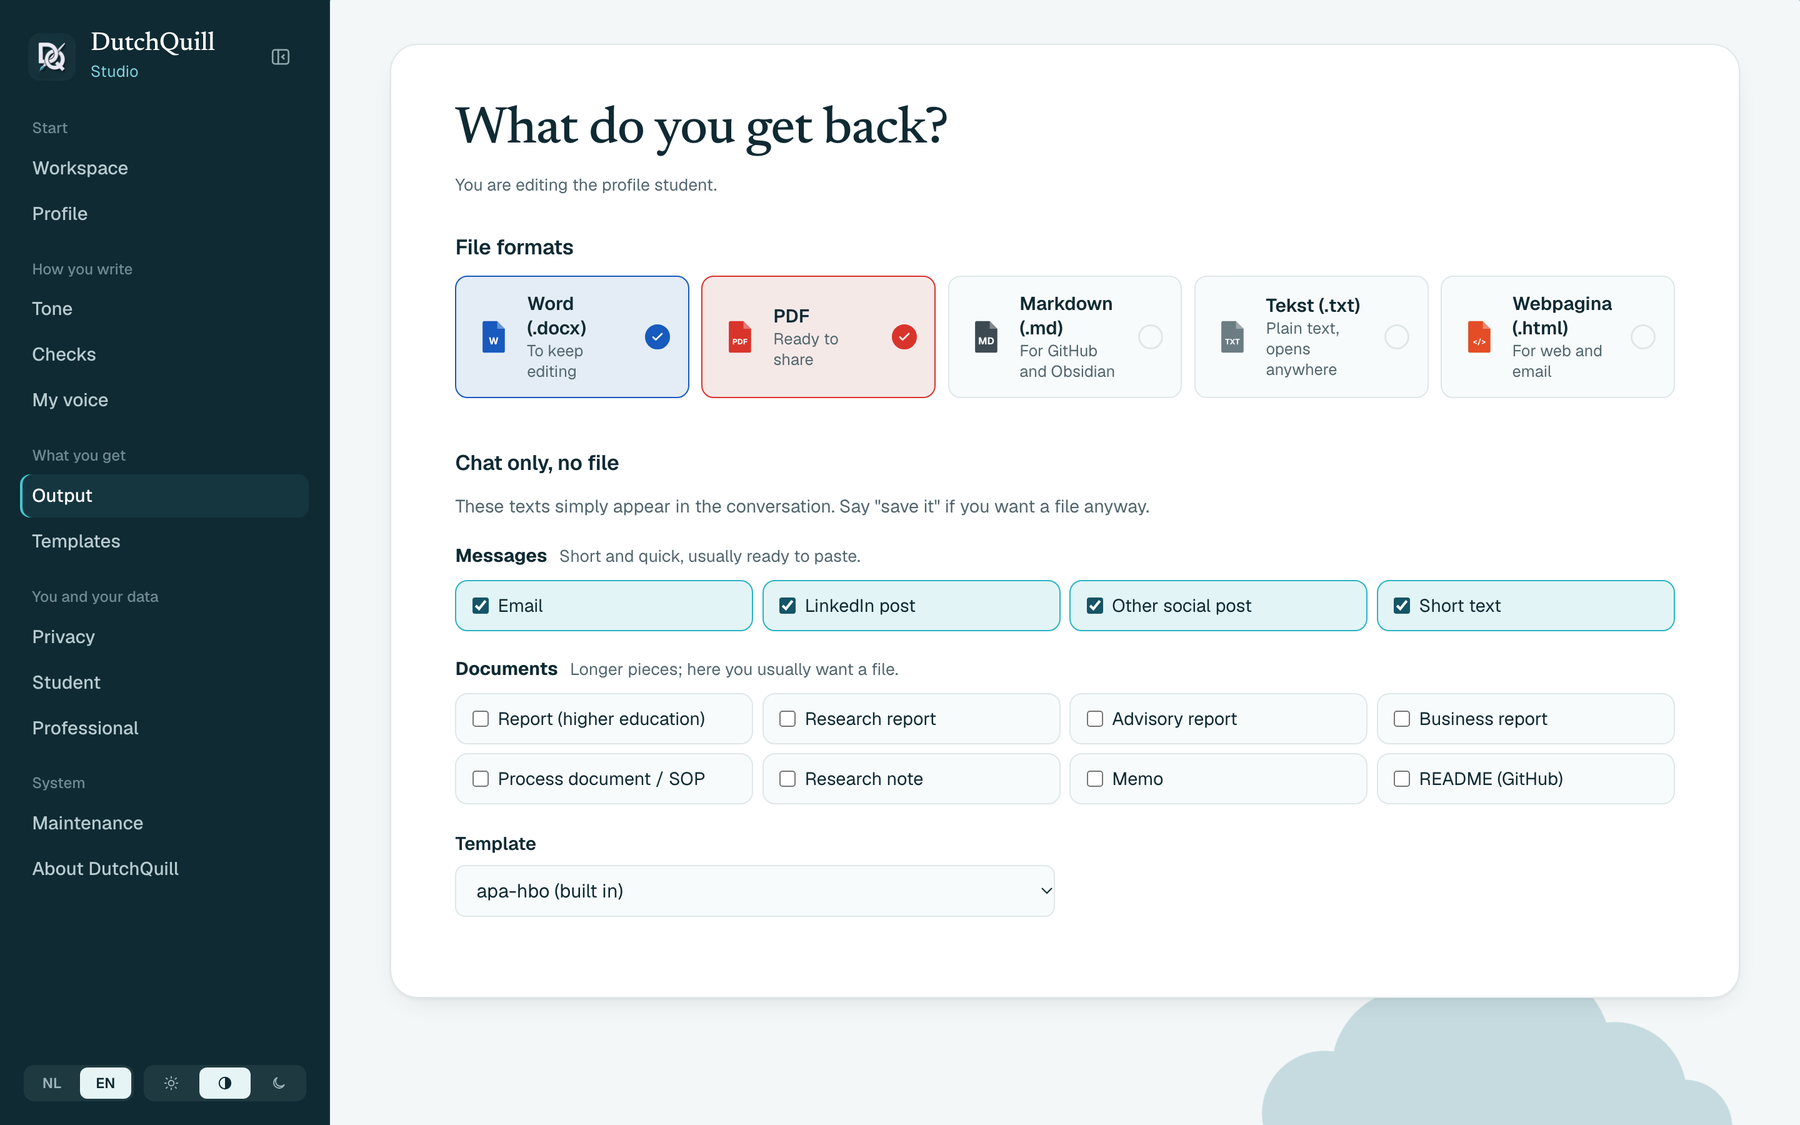 DutchQuill
Studio
Start
Workspace
Profile
How you write
Tone
Checks
My voice
What you get
Output
Templates
You and your data
Privacy
Student
Professional
System
Maintenance
About DutchQuill
NL EN
What do you get back?
You are editing the profile student.
File formats
W
Word
(.docx)
To keep
editing
PDF
PDF
Ready to
share
MD
Markdown
(.md)
For GitHub
and Obsidian
TXT
Tekst (.txt)
Plain text,
opens
anywhere
</>
Webpagina
(.html)
For web and
email
Chat only, no file
These texts simply appear in the conversation. Say "save it" if you want a file anyway.
Messages Short and quick, usually ready to paste.
Email LinkedIn post Other social post Short text
Documents Longer pieces; here you usually want a file.
Report (higher education) Research report Advisory report Business report
Process document / SOP Research note Memo README (GitHub)
Template
apa-hbo (built in)